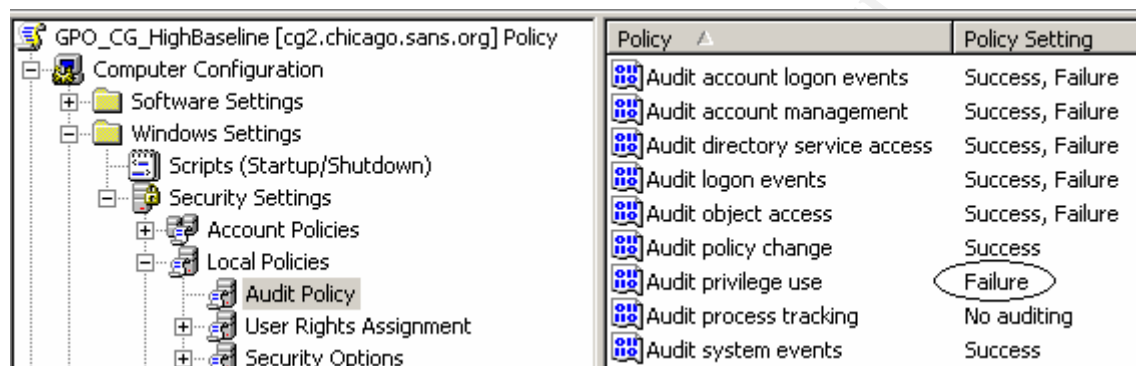 GPO_CG_HighBaseline [cg2.chicago.sans.org] Policy
Computer Configuration
Software Settings
Windows Settings
Scripts (Startup/Shutdown)
Security Settings
Account Policies
Local Policies
Audit Policy
User Rights Assignment
Security Options
Policy Policy Setting
Audit account logon events Success, Failure
Audit account management Success, Failure
Audit directory service access Success, Failure
Audit logon events Success, Failure
Audit object access Success, Failure
Audit policy change Success
Audit privilege use Failure
Audit process tracking No auditing
Audit system events Success